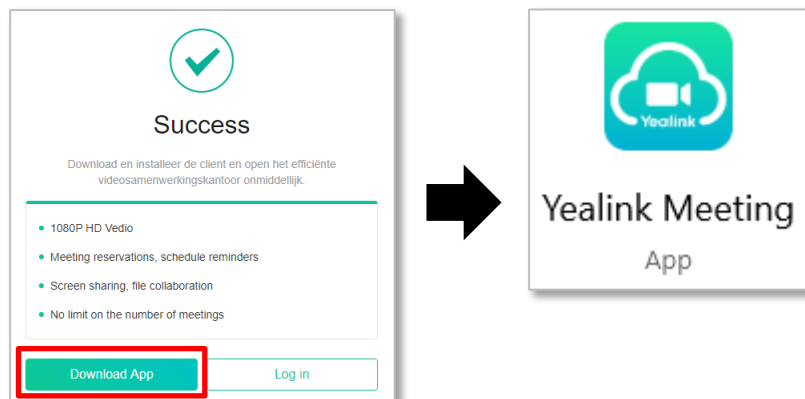 Success
Download en installeer de client en open het efficiënte
videosamenwerkingskantoor onmiddellijk.
1080P HD Vedio
Meeting reservations, schedule reminders
Screen sharing, file collaboration
No limit on the number of meetings
Download App
Log in
Yealink
Yealink Meeting
App